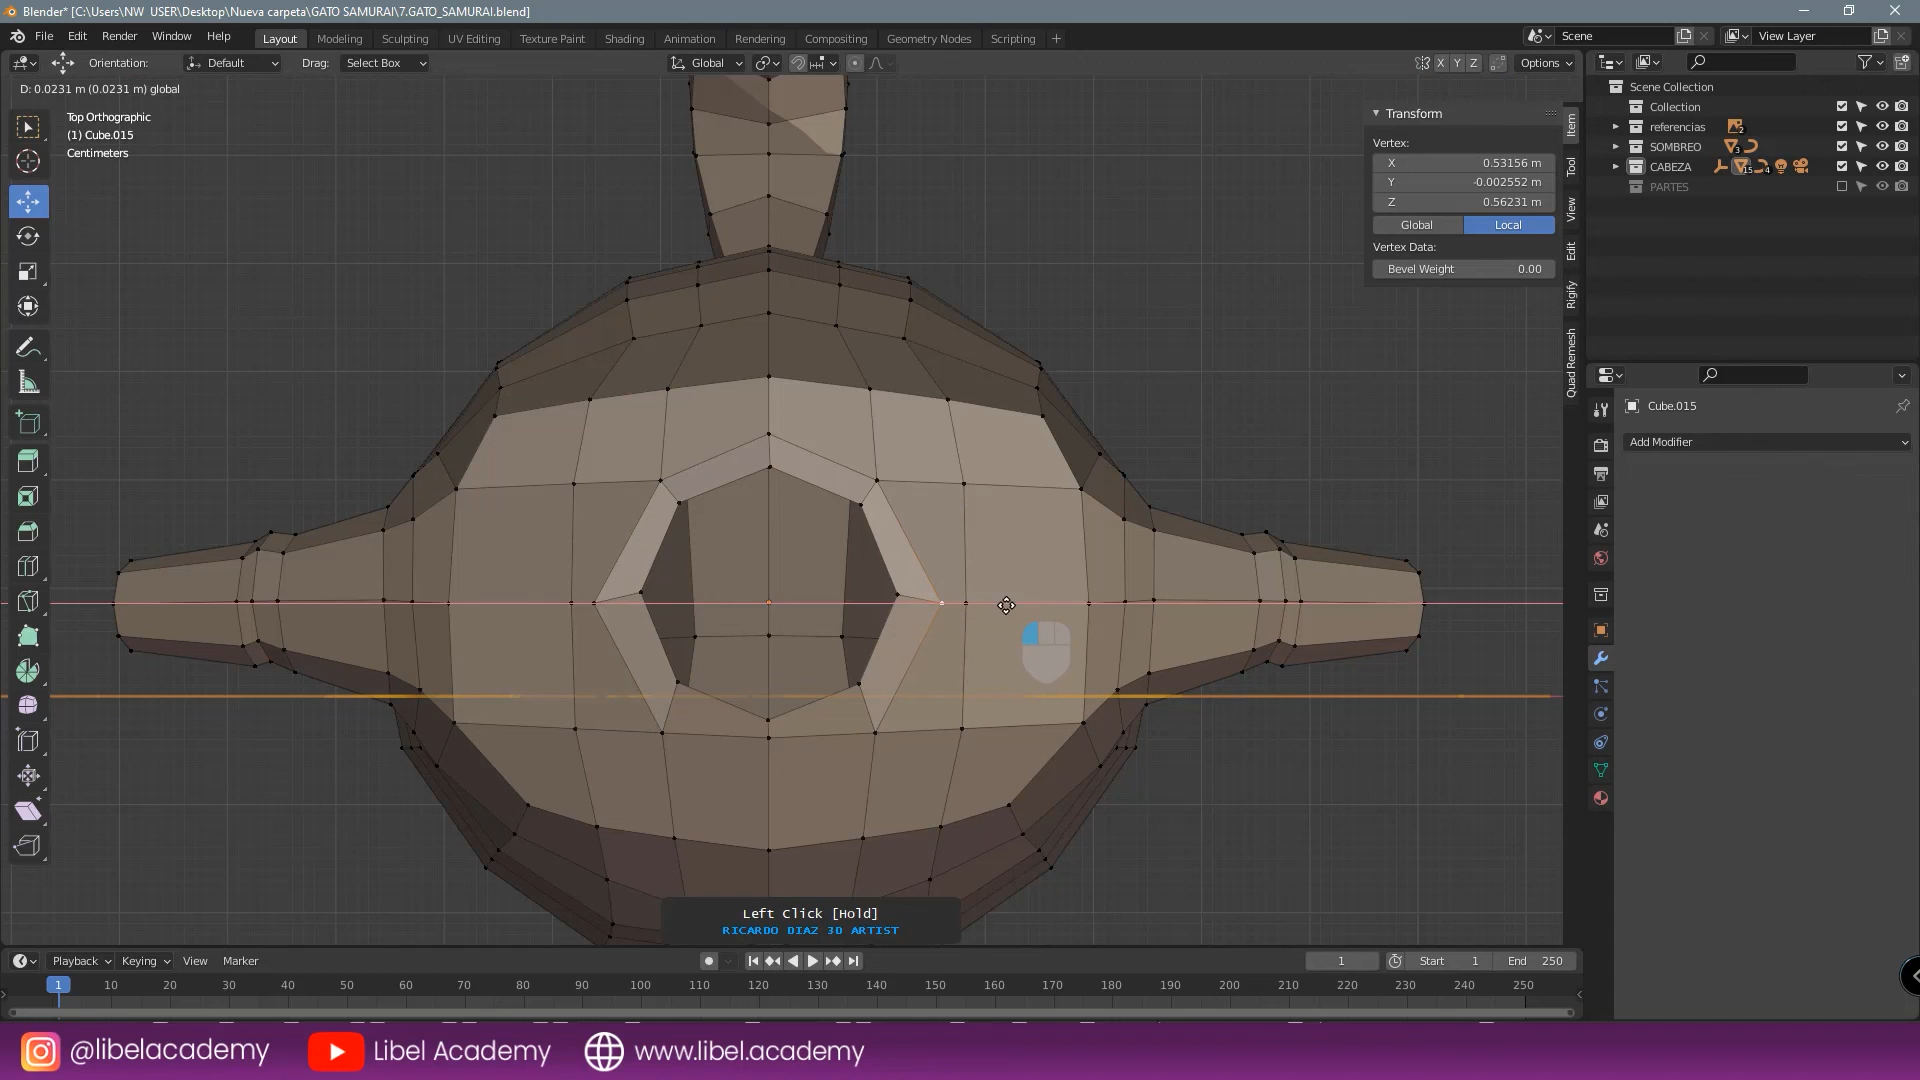 Blender* [C:\Users\NW_USER\Desktop\Nueva carpeta\GATO SAMURAI\7.GATO_SAMURAI.blend]
File Edit Render Window Help Layout Modeling Sculpting UV Editing Texture Paint Shading Animation Rendering Compositing Geometry Nodes Scripting + Scene View Layer
Orientation: Default Drag: Select Box Global X Y Z Options
D: 0.0231 m (0.0231 m) global
Top Orthographic
(1) Cube.015
Centimeters
Transform
Vertex:
X 0.53156 m
Y -0.002552 m
Z 0.56231 m
Global Local
Vertex Data:
Bevel Weight 0.00
Item
Tool
View
Edit
Rigify
Quad Remesh
Scene Collection
Collection
referencias 2
SOMBREO 3
CABEZA 15 4
PARTES
Cube.015
Add Modifier
Left Click [Hold]
RICARDO DIAZ 3D ARTIST
Playback Keying View Marker 1 Start 1 End 250
1 10 20 30 40 50 60 70 80 90 100 110 120 130 140 150 160 170 180 190 200 210 220 230 240 250
@libelacademy Libel Academy www.libel.academy